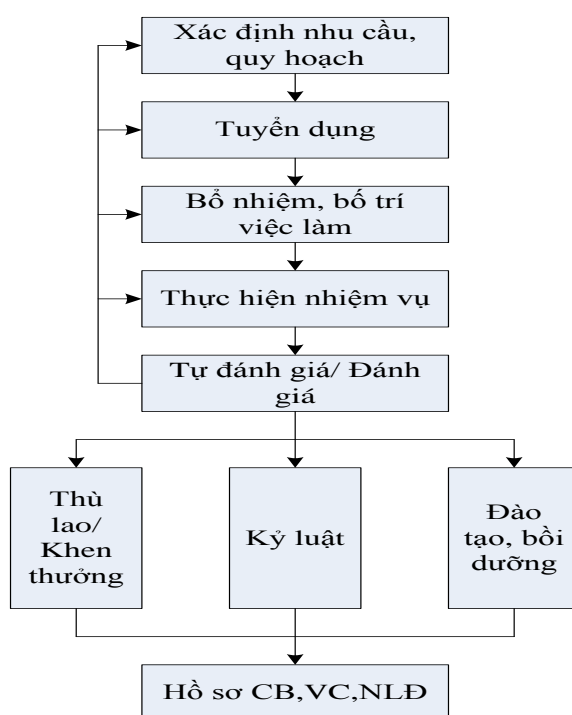 Xác định nhu cầu,
quy hoạch
Tuyển dụng
Bổ nhiệm, bố trí
việc làm
Thực hiện nhiệm vụ
Tự đánh giá/ Đánh
giá
Thù
lao/
Khen
thưởng
Kỷ luật
Đào
tạo, bồi
dưỡng
Hồ sơ CB,VC,NLĐ